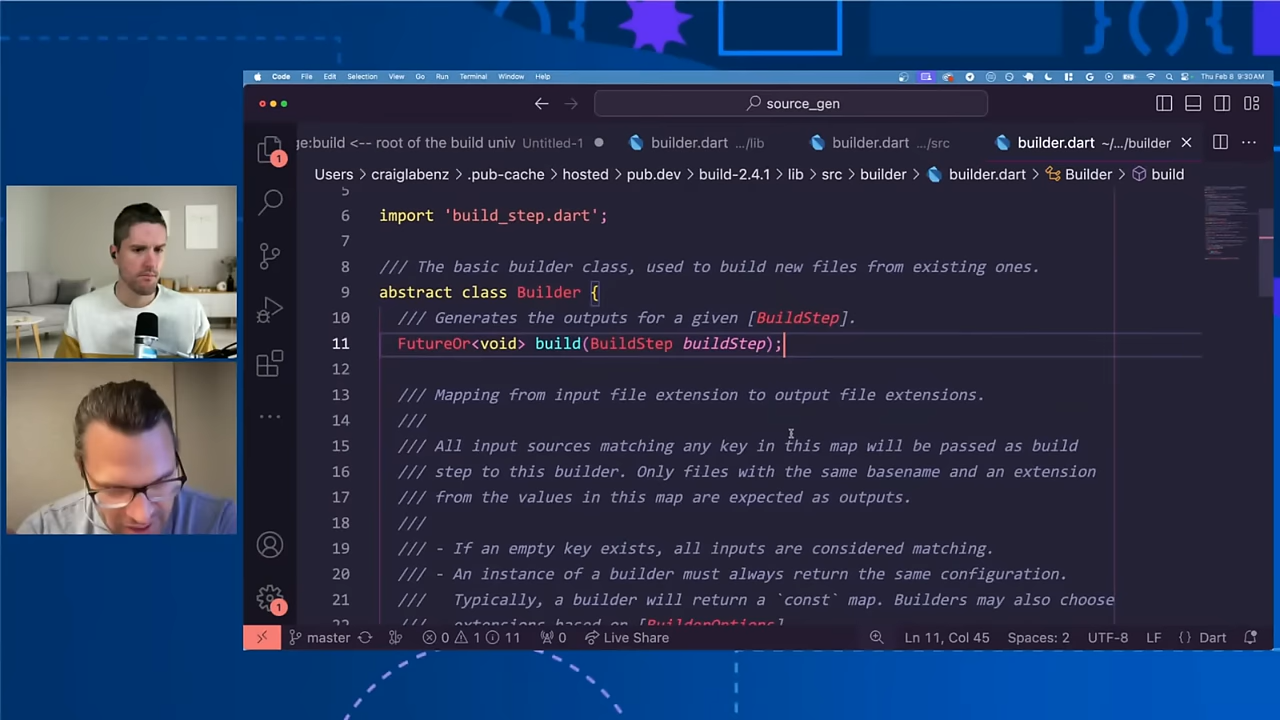 Code File Edit Selection View Go Run Terminal Window Help Thu Feb 8 9:30 AM
source_gen
ge:build <-- root of the build univ Untitled-1 builder.dart .../lib builder.dart .../src builder.dart ~/.../builder
Users > craiglabenz > .pub-cache > hosted > pub.dev > build-2.4.1 > lib > src > builder > builder.dart > Builder > build
5
6 import 'build_step.dart';
7
8 /// The basic builder class, used to build new files from existing ones.
9 abstract class Builder {
10 /// Generates the outputs for a given [BuildStep].
11 FutureOr<void> build(BuildStep buildStep);
12
13 /// Mapping from input file extension to output file extensions.
14 ///
15 /// All input sources matching any key in this map will be passed as build
16 /// step to this builder. Only files with the same basename and an extension
17 /// from the values in this map are expected as outputs.
18 ///
19 /// - If an empty key exists, all inputs are considered matching.
20 /// - An instance of a builder must always return the same configuration.
21 /// Typically, a builder will return a `const` map. Builders may also choose
22 /// extensions based on [BuilderOptions].
1
1
master 0 1 11 0 Live Share Ln 11, Col 45 Spaces: 2 UTF-8 LF {} Dart